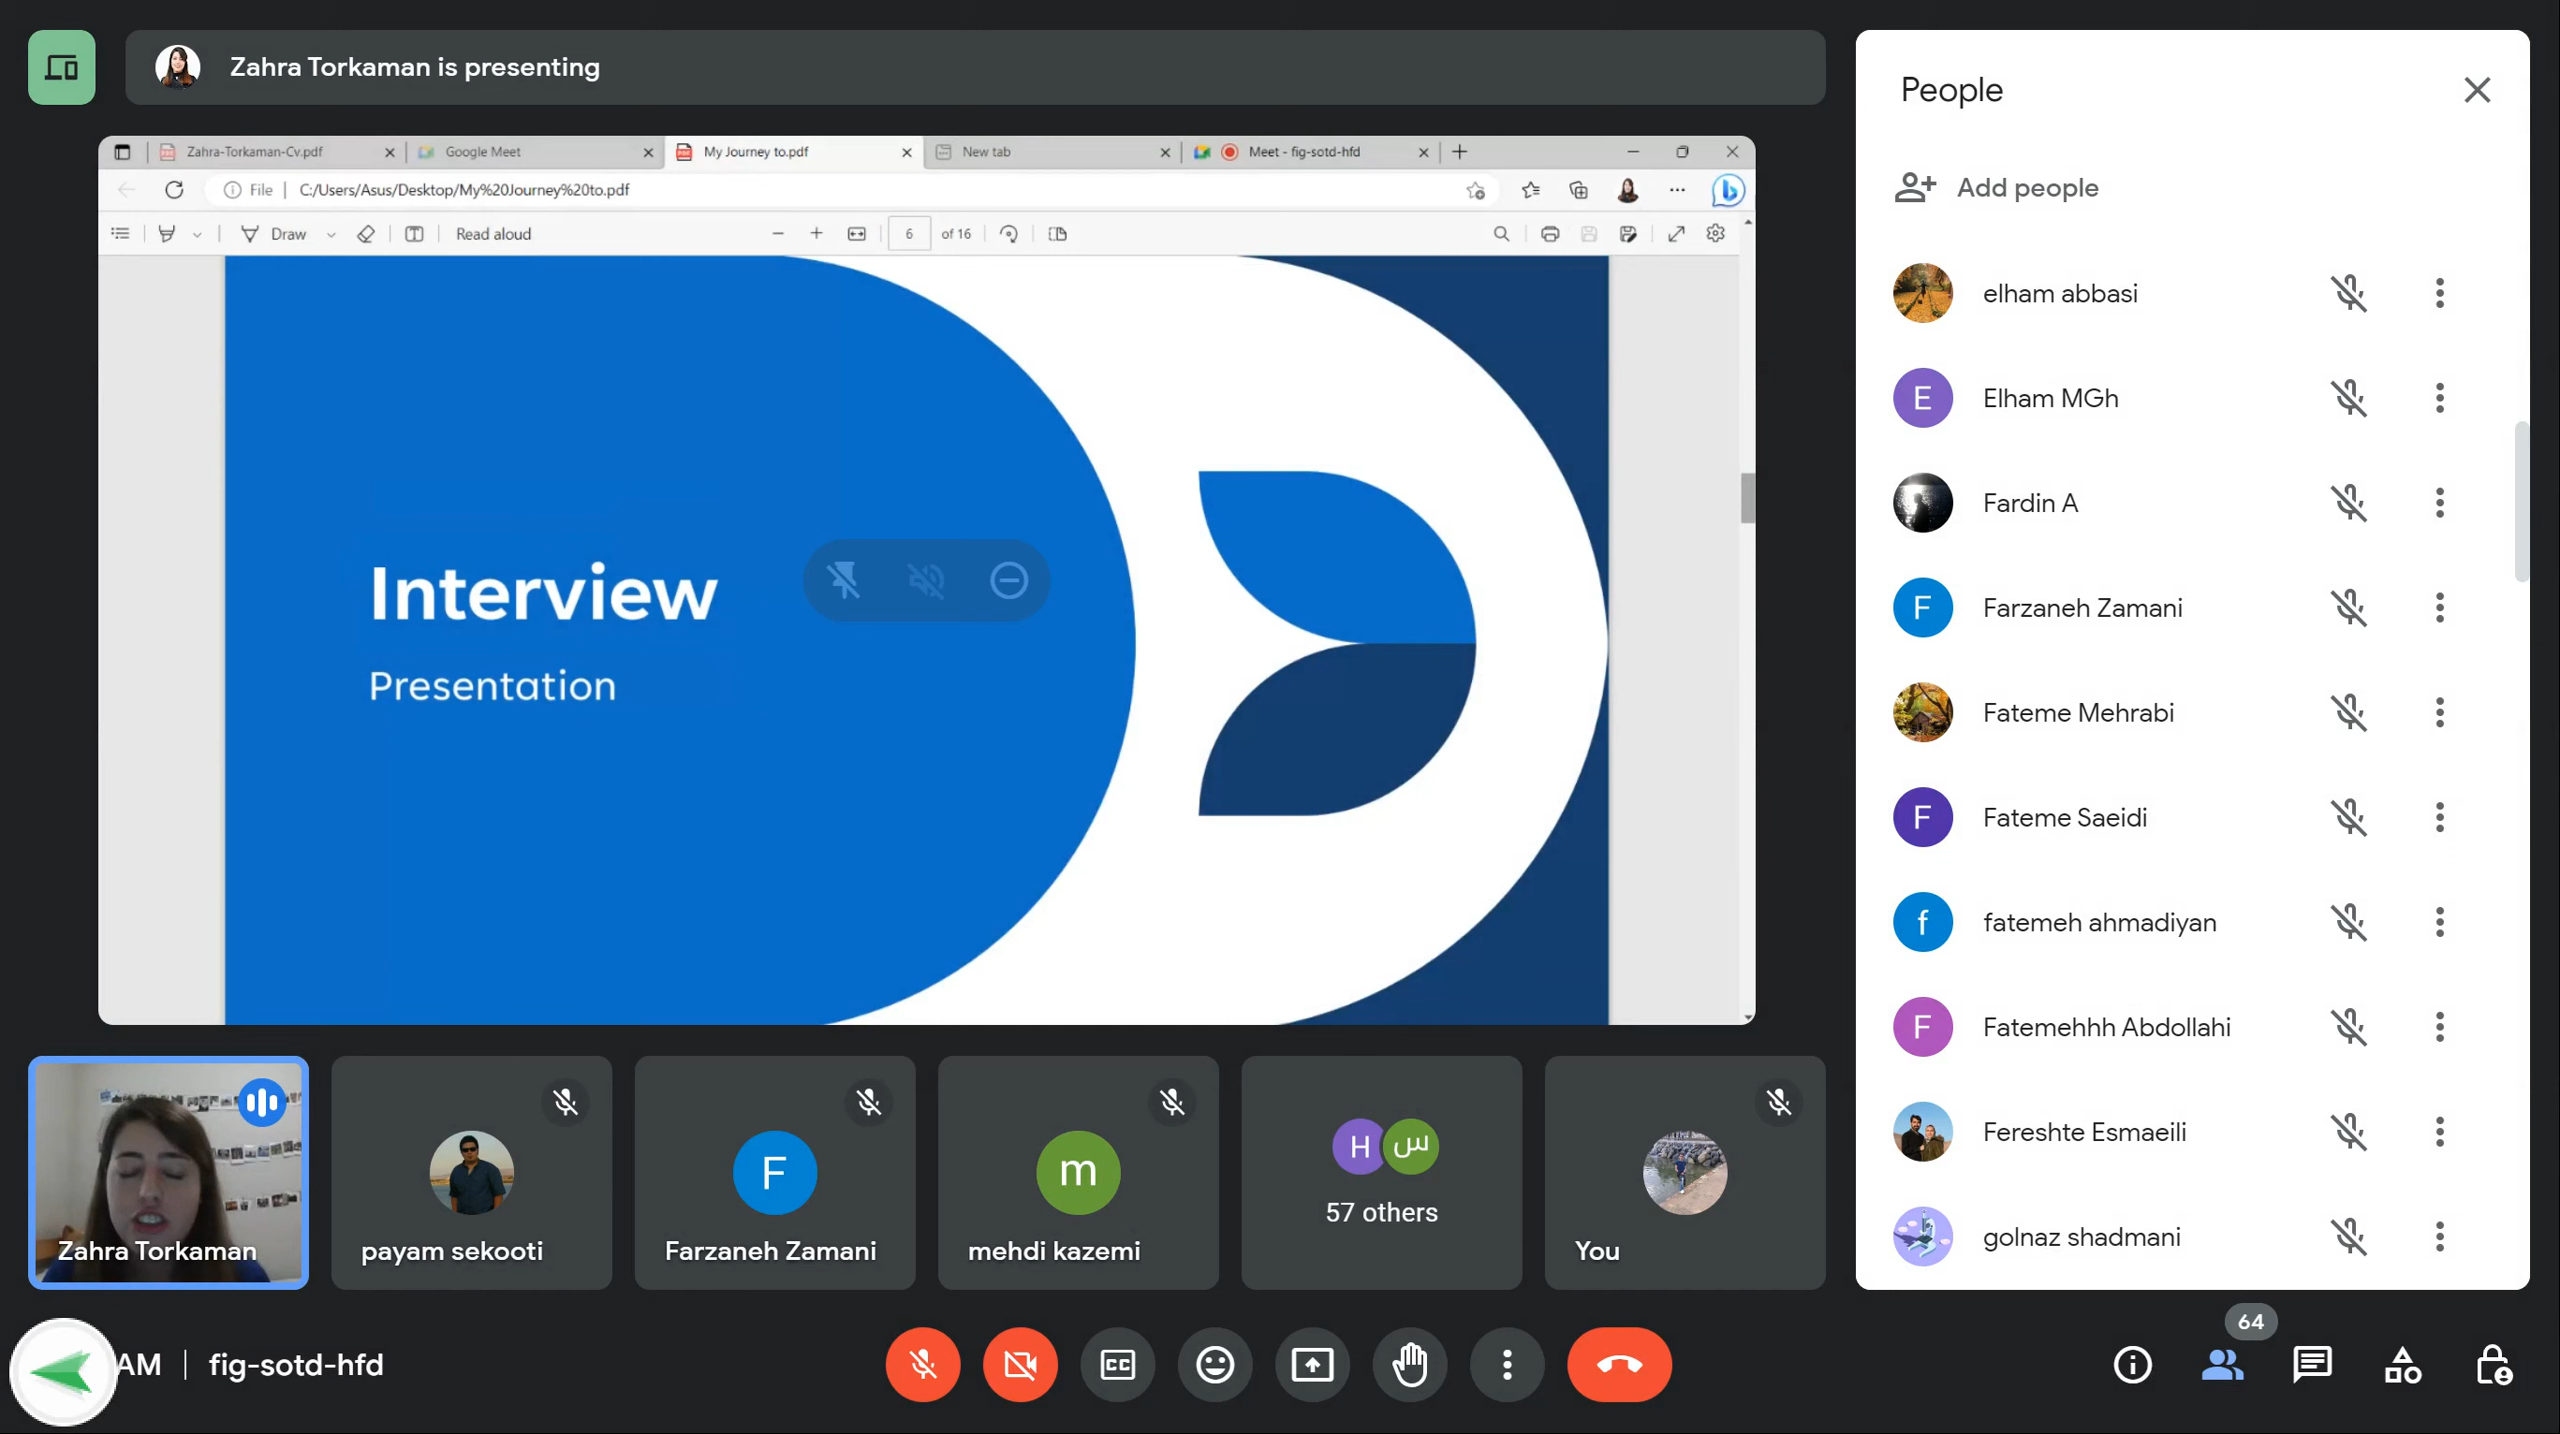 Zahra Torkaman is presenting
Zahra-Torkaman-Cv.pdf
Google Meet
My Journey to.pdf
New tab
Meet - fig-sotd-hfd
File
C:/Users/Asus/Desktop/My%20Journey%20to.pdf
Draw
Read aloud
6 of 16
Interview
Presentation
Zahra Torkaman
payam sekooti
F
Farzaneh Zamani
m
mehdi kazemi
H
س
57 others
You
AM | fig-sotd-hfd
People
Add people
elham abbasi
E
Elham MGh
Fardin A
F
Farzaneh Zamani
Fateme Mehrabi
F
Fateme Saeidi
f
fatemeh ahmadiyan
F
Fatemehhh Abdollahi
Fereshte Esmaeili
golnaz shadmani
CC
64